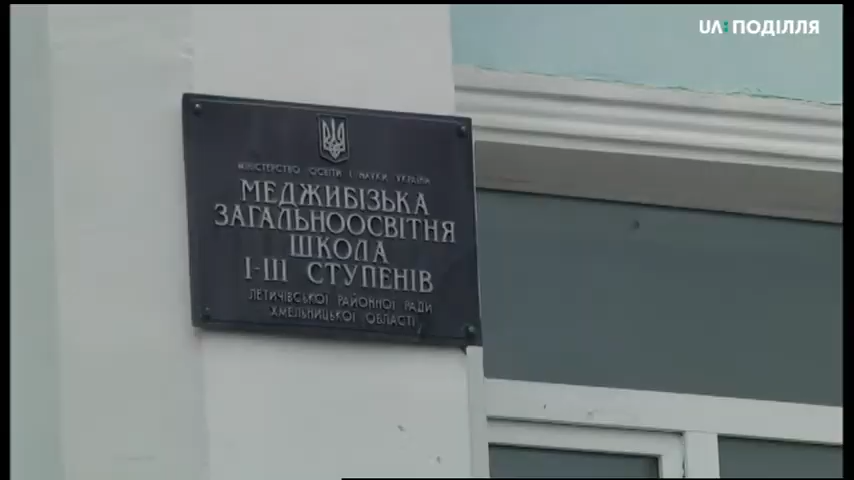 UA: ПОДІЛЛЯ
МІНІСТЕРСТВО ОСВІТИ І НАУКИ УКРАЇНИ
МЕДЖИБІЗЬКА
ЗАГАЛЬНООСВІТНЯ
ШКОЛА
І-ІІІ СТУПЕНІВ
ЛЕТИЧІВСЬКОЇ РАЙОННОЇ РАДИ
ХМЕЛЬНИЦЬКОЇ ОБЛАСТІ